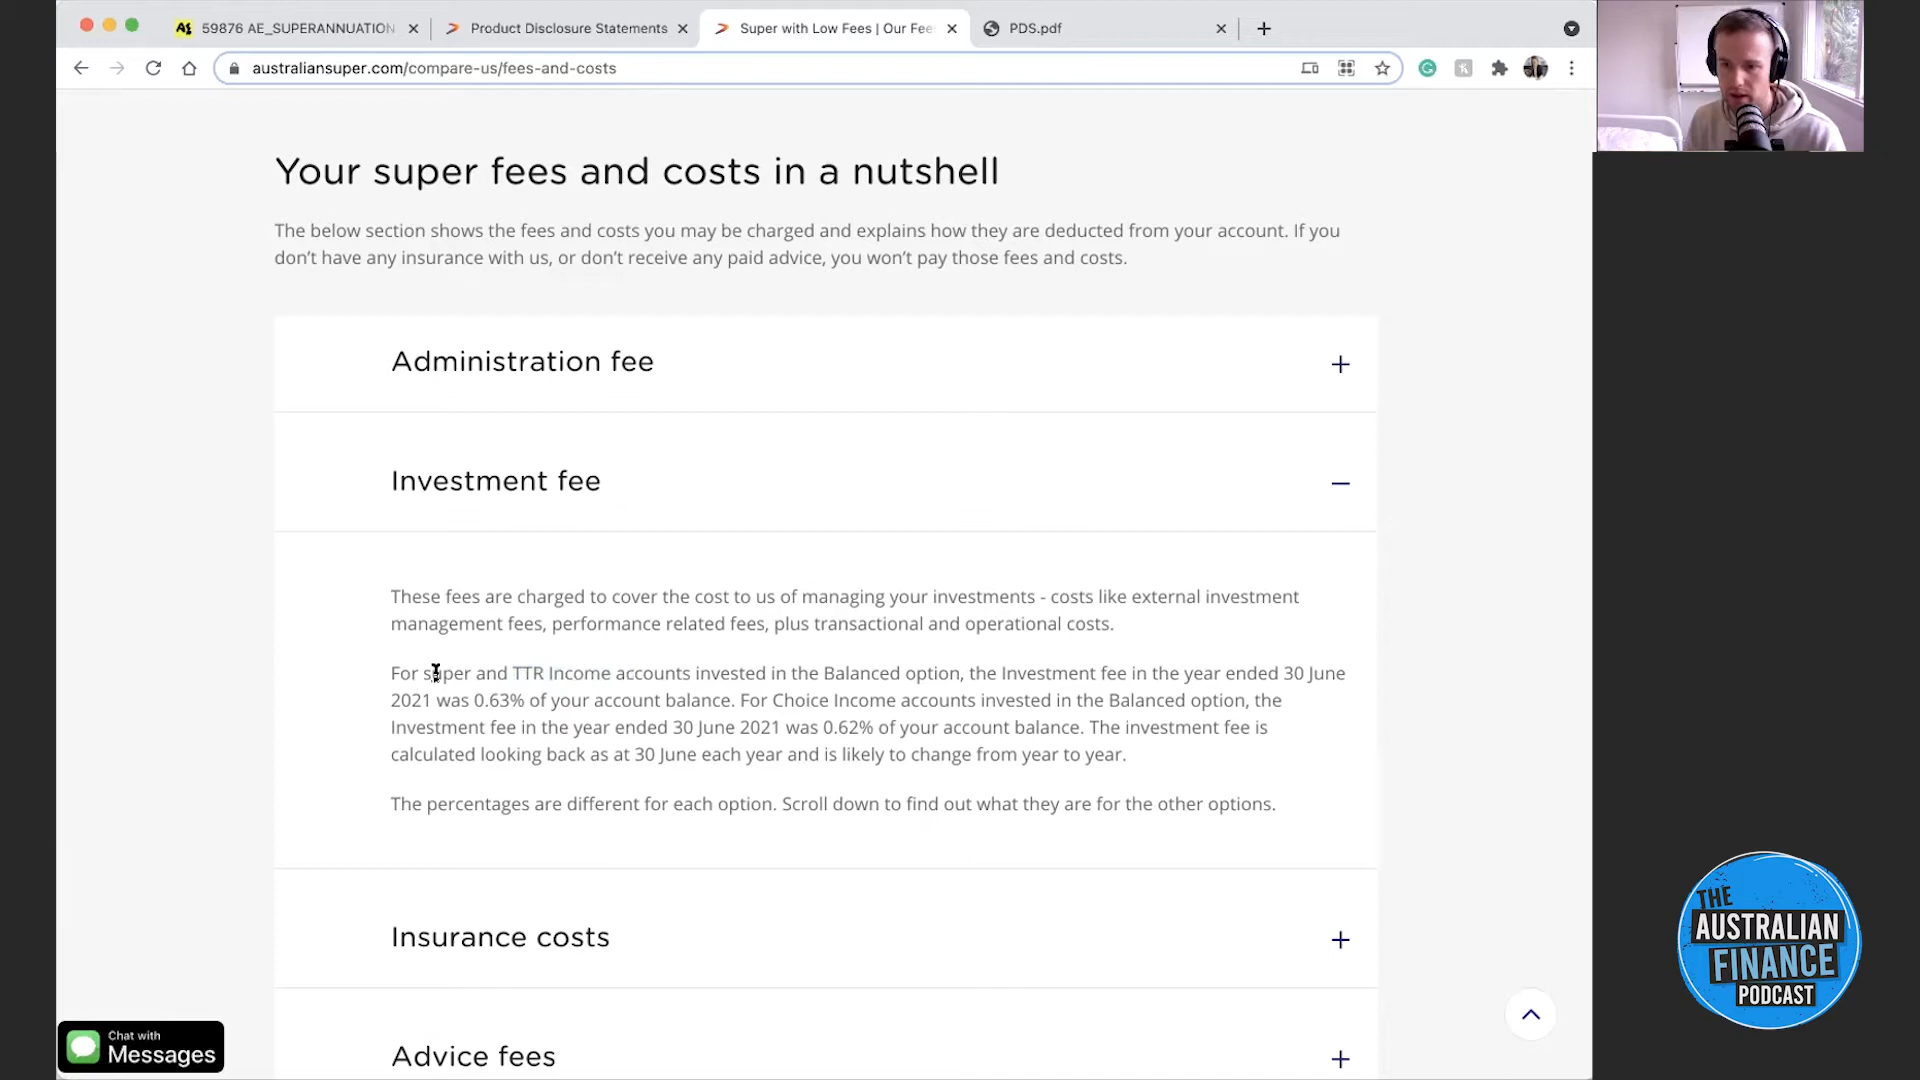 59876 AE_SUPERANNUATION
Product Disclosure Statements
Super with Low Fees | Our Fee
PDS.pdf
australiansuper.com/compare-us/fees-and-costs
Your super fees and costs in a nutshell
The below section shows the fees and costs you may be charged and explains how they are deducted from your account. If you
don’t have any insurance with us, or don’t receive any paid advice, you won’t pay those fees and costs.
Administration fee
Investment fee
These fees are charged to cover the cost to us of managing your investments - costs like external investment
management fees, performance related fees, plus transactional and operational costs.
For super and TTR Income accounts invested in the Balanced option, the Investment fee in the year ended 30 June
2021 was 0.63% of your account balance. For Choice Income accounts invested in the Balanced option, the
Investment fee in the year ended 30 June 2021 was 0.62% of your account balance. The investment fee is
calculated looking back as at 30 June each year and is likely to change from year to year.
The percentages are different for each option. Scroll down to find out what they are for the other options.
Insurance costs
Advice fees
Chat with
Messages
THE
AUSTRALIAN
FINANCE
PODCAST